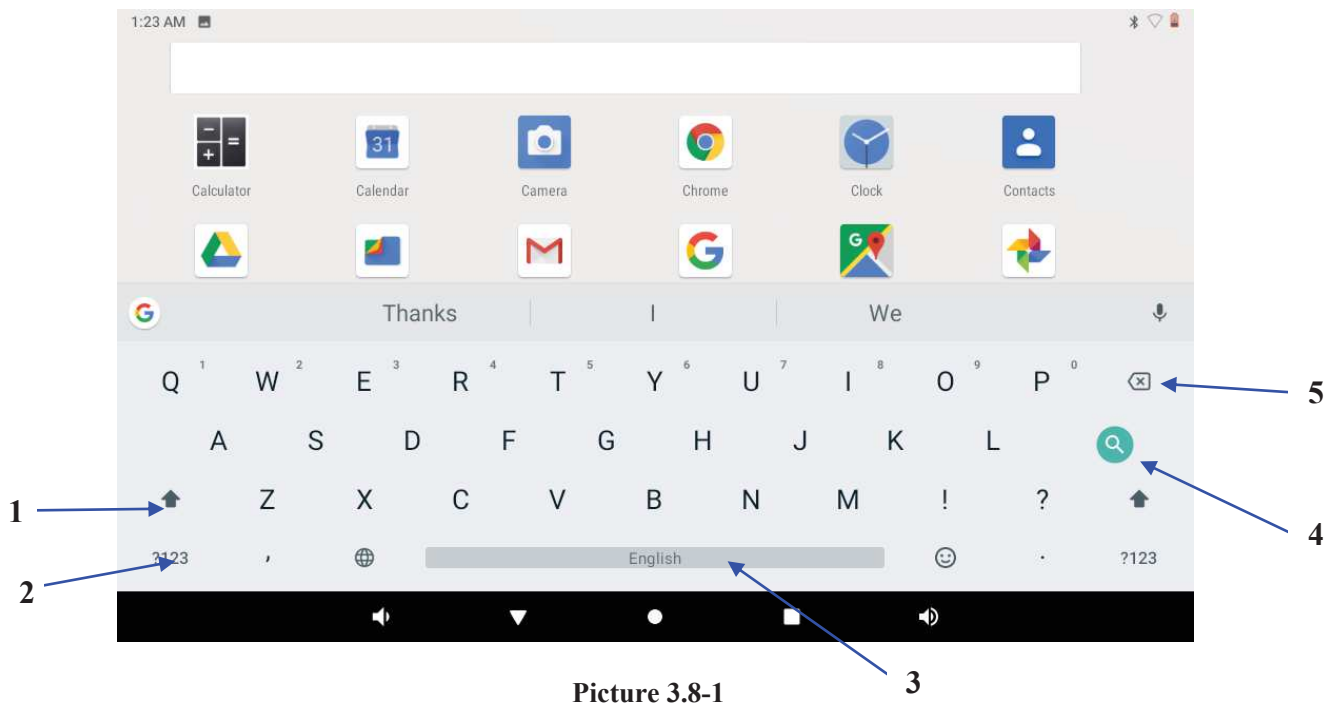 1:23 AM
31
Calculator Calendar Camera Chrome Clock Contacts
G G
G Thanks I We
Q 1 W 2 E 3 R 4 T 5 Y 6 U 7 I 8 O 9 P 0
5
A S D F G H J K L
1 Z X C V B N M ! ?
4
?123 , English . ?123
2
3
Picture 3.8-1